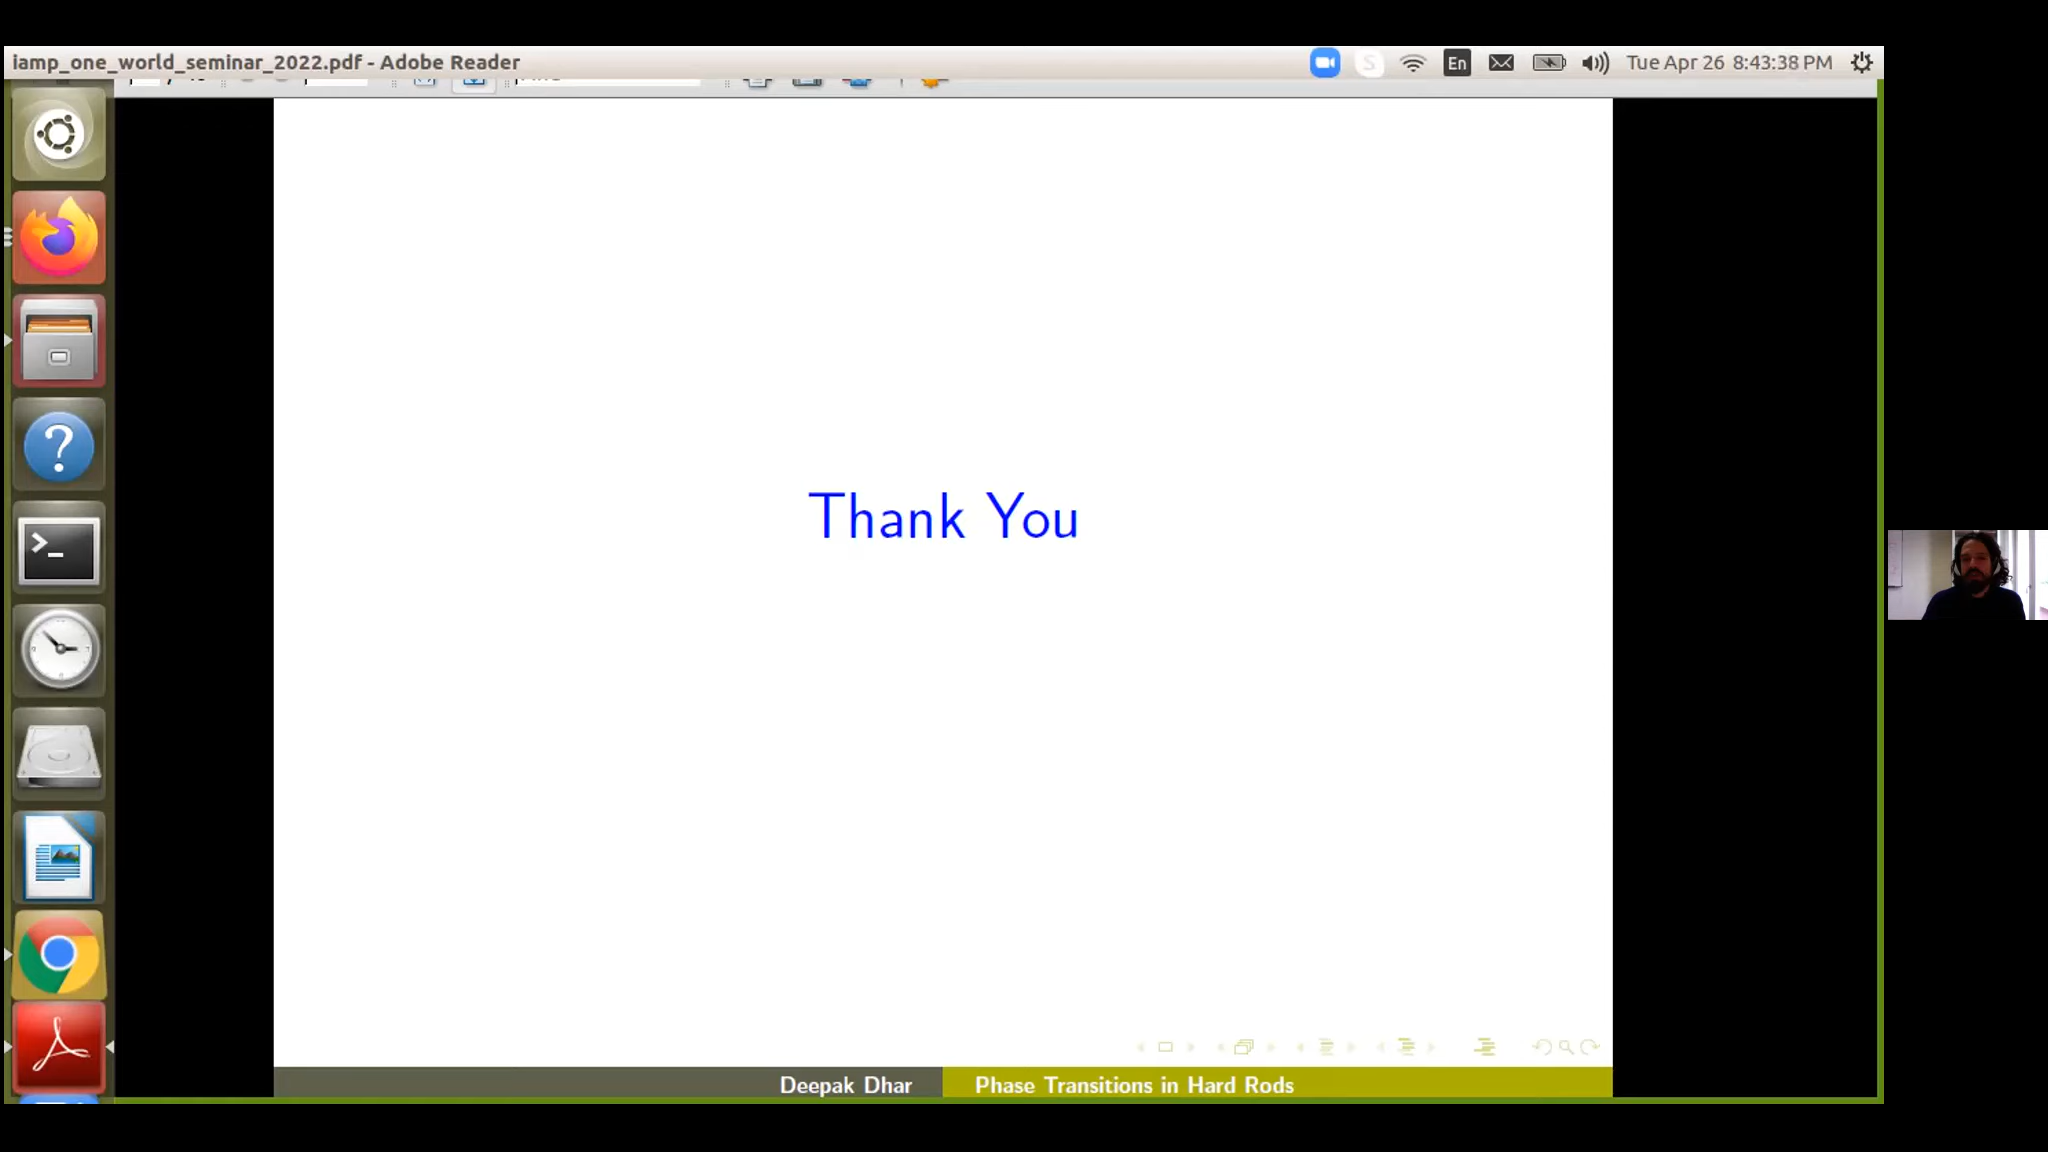 iamp_one_world_seminar_2022.pdf - Adobe Reader
En
Tue Apr 26 8:43:38 PM
Thank You
Deepak Dhar
Phase Transitions in Hard Rods